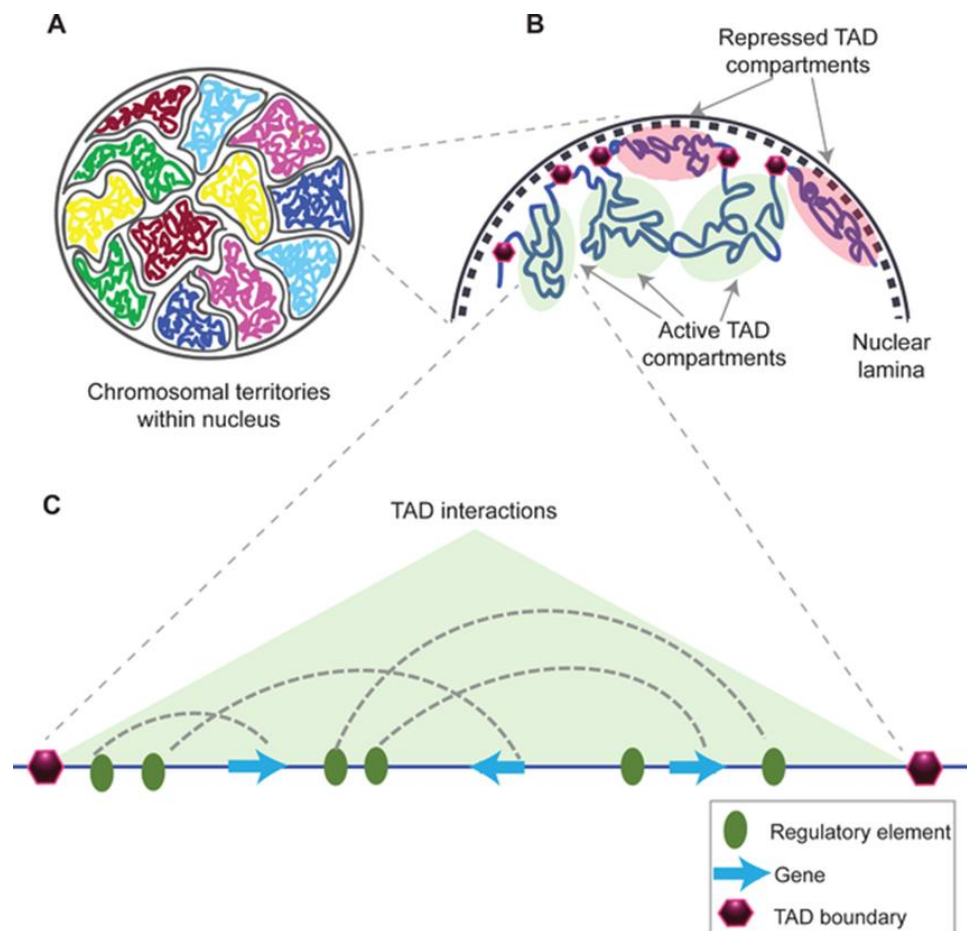 A
B
Repressed TAD
compartments
Active TAD
compartments
Nuclear
lamina
Chromosomal territories
within nucleus
C
TAD interactions
Regulatory element
Gene
TAD boundary